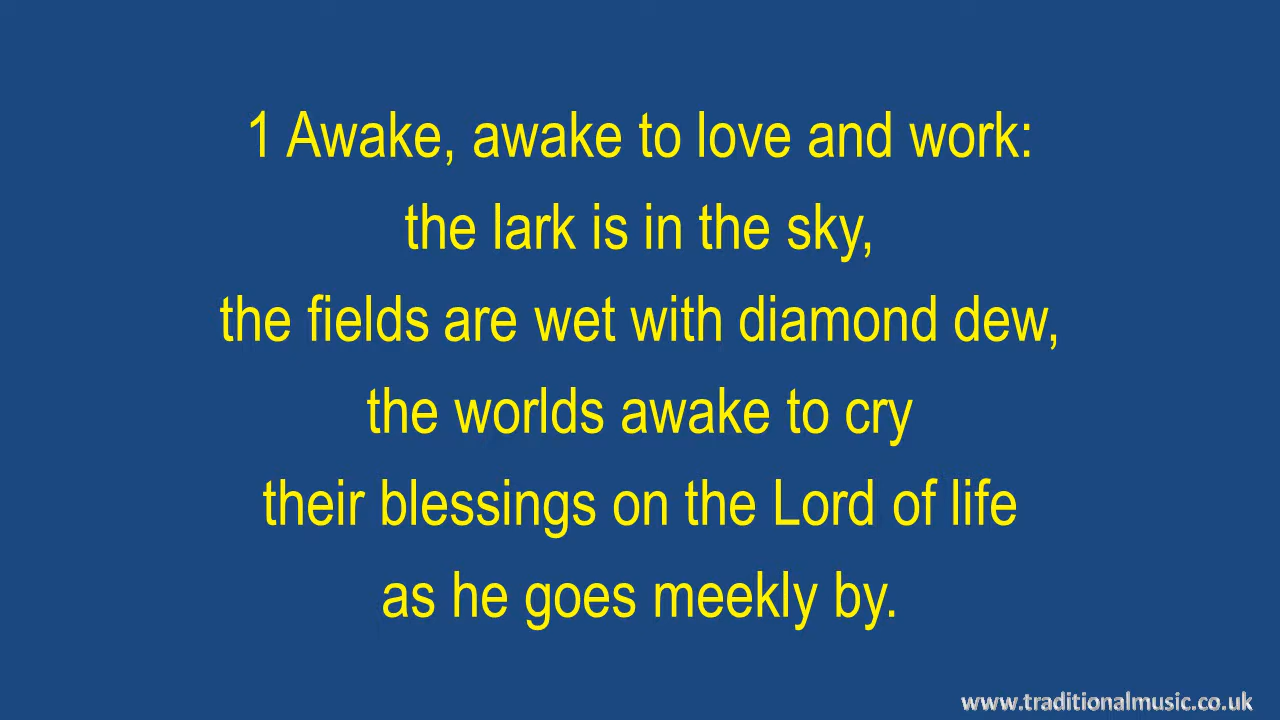 1 Awake, awake to love and work:
the lark is in the sky,
the fields are wet with diamond dew,
the worlds awake to cry
their blessings on the Lord of life
as he goes meekly by.
www.traditionalmusic.co.uk